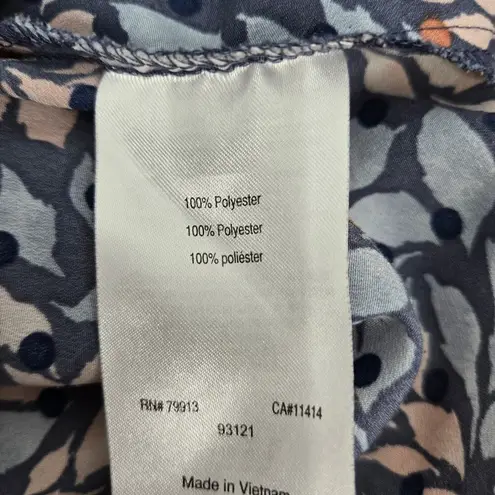 100% Polyester
100% Polyester
100% poliéster
RN# 79913 CA#11414
93121
Made in Vietnam